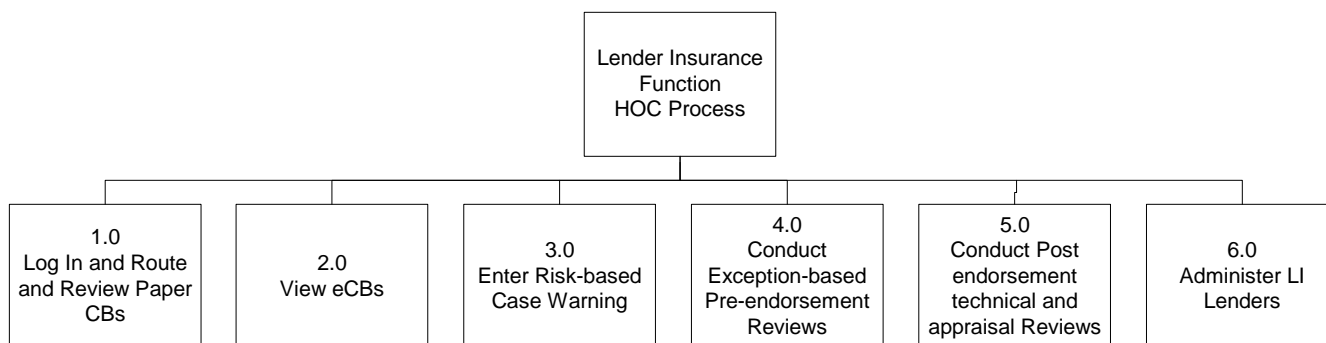 Lender Insurance
Function
HOC Process
1.0
Log In and Route
and Review Paper
CBs
2.0
View eCBs
3.0
Enter Risk-based
Case Warning
4.0
Conduct
Exception-based
Pre-endorsement
Reviews
5.0
Conduct Post
endorsement
technical and
appraisal Reviews
6.0
Administer LI
Lenders